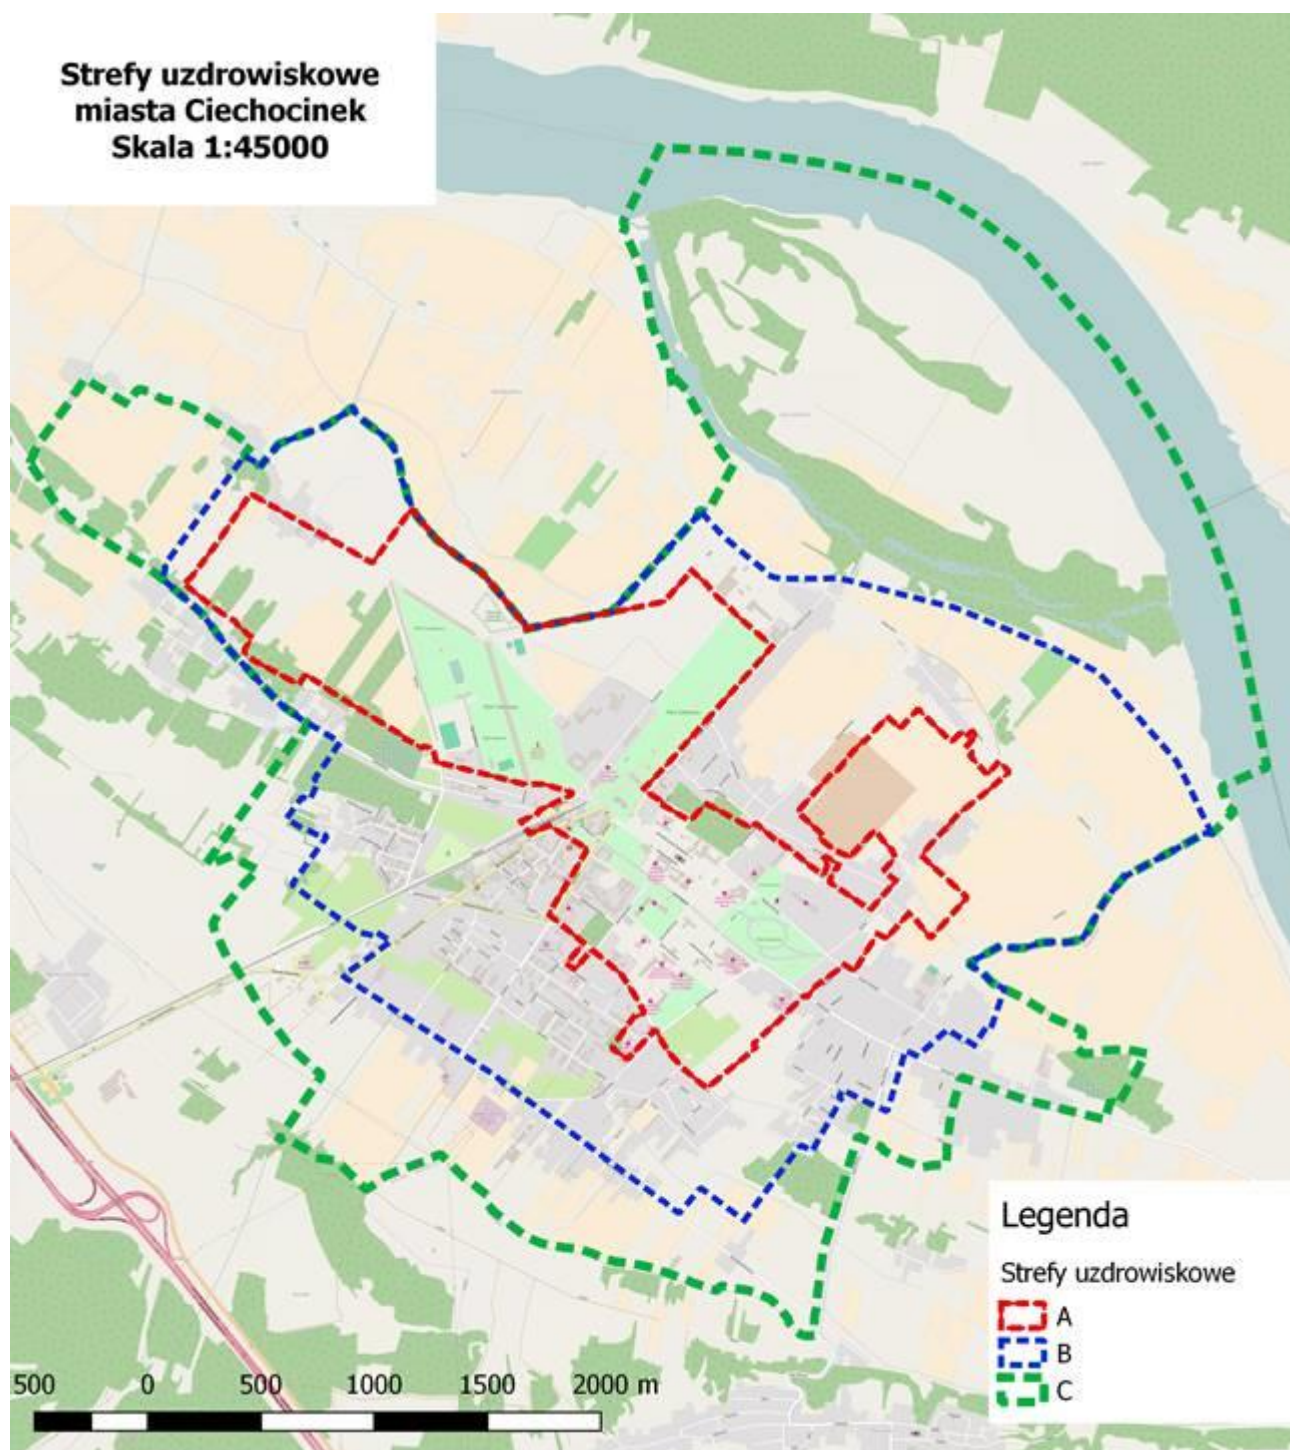 Strefy uzdrowiskowe
miasta Ciechocinek
Skala 1:45000
Legenda
Strefy uzdrowiskowe
A
B
C
500 0 500 1000 1500 2000 m